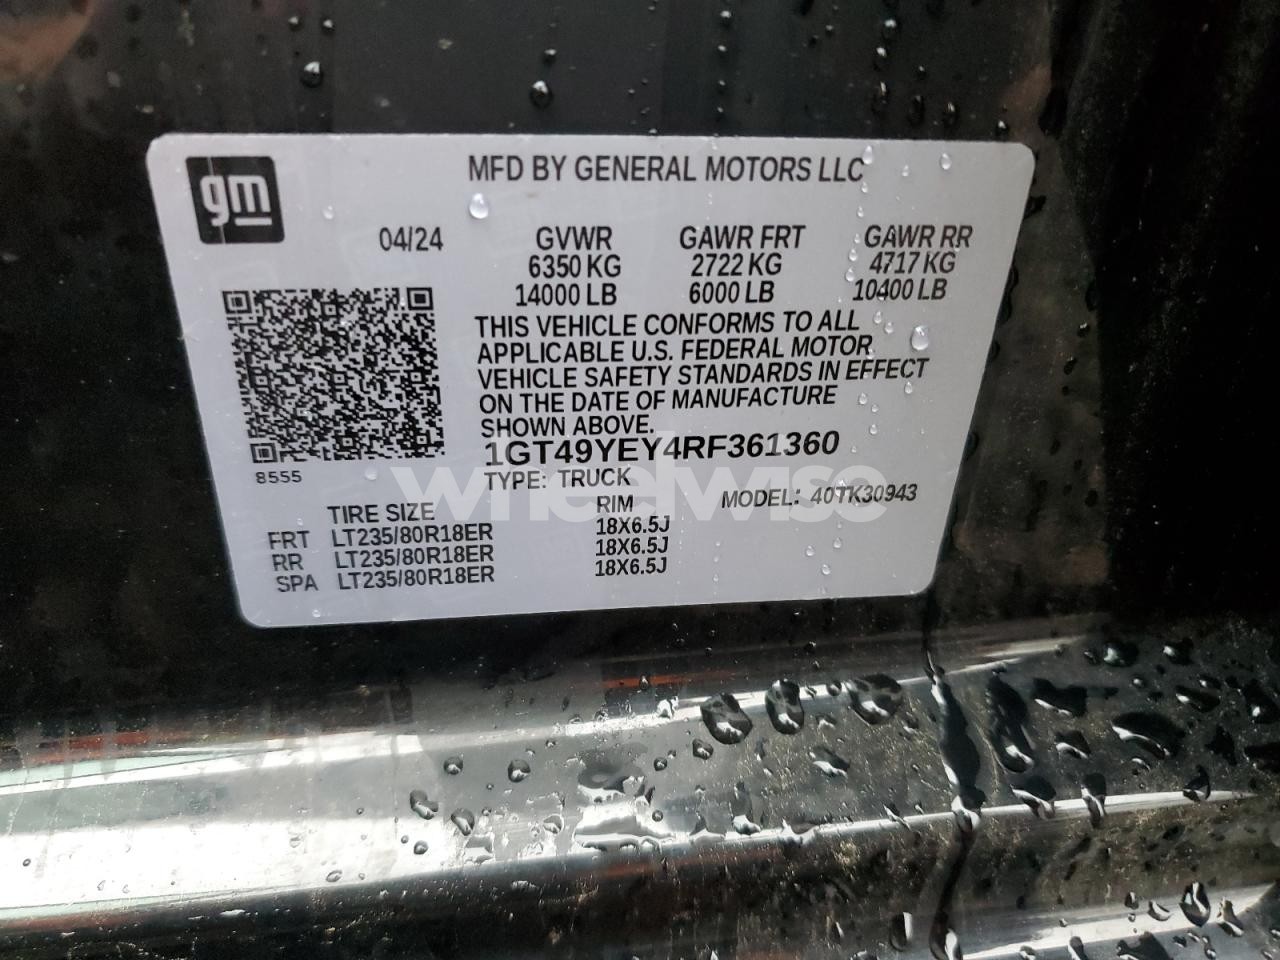 gm
MFD BY GENERAL MOTORS LLC
04/24 GVWR GAWR FRT GAWR RR
6350 KG 2722 KG 4717 KG
14000 LB 6000 LB 10400 LB
THIS VEHICLE CONFORMS TO ALL
APPLICABLE U.S. FEDERAL MOTOR
VEHICLE SAFETY STANDARDS IN EFFECT
ON THE DATE OF MANUFACTURE
SHOWN ABOVE.
1GT49YEY4RF361360
8555
TYPE: TRUCK MODEL: 40TK30943
wheelwise
TIRE SIZE RIM
FRT LT235/80R18ER 18X6.5J
RR LT235/80R18ER 18X6.5J
SPA LT235/80R18ER 18X6.5J